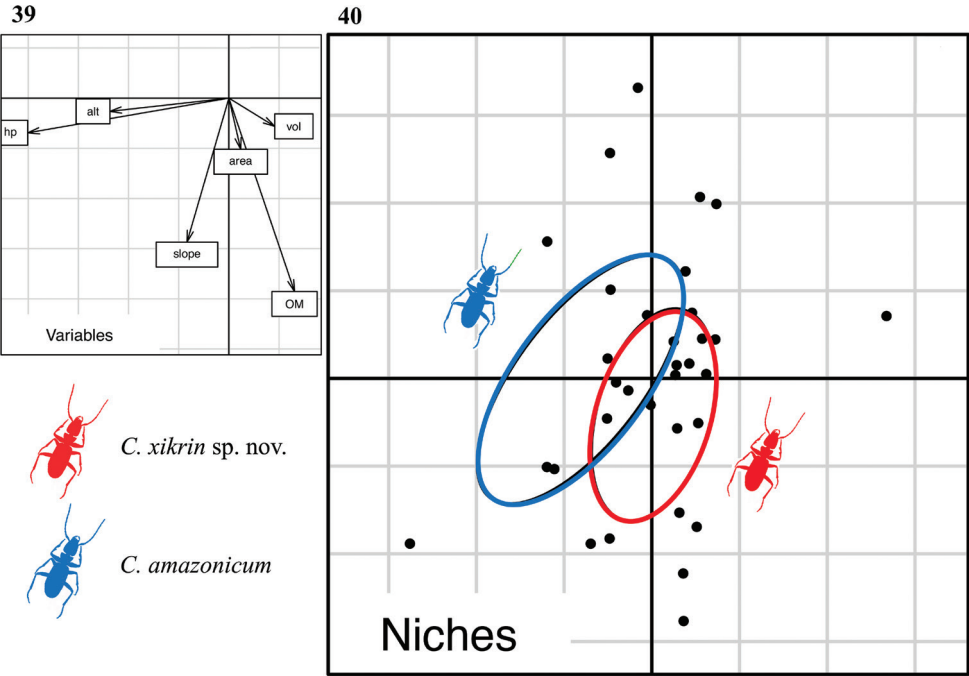 39
40
alt
hp
vol
area
slope
OM
Variables
C. xikrin sp. nov.
C. amazonicum
Niches